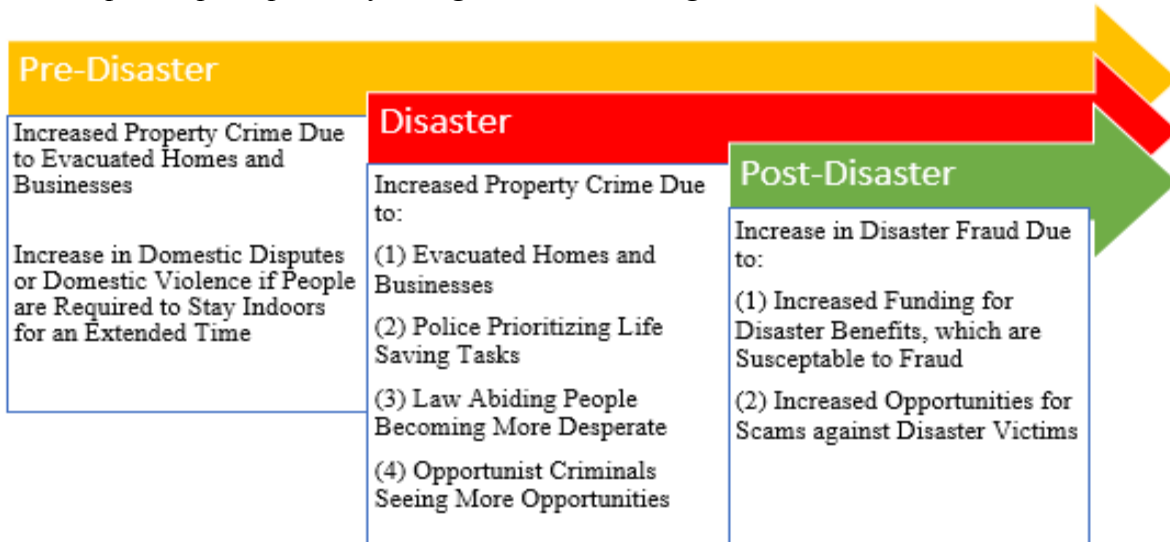 Pre-Disaster
Increased Property Crime Due
to Evacuated Homes and
Businesses
Increase in Domestic Disputes
or Domestic Violence if People
are Required to Stay Indoors
for an Extended Time
Disaster
Increased Property Crime Due
to:
(1) Evacuated Homes and
Businesses
(2) Police Prioritizing Life
Saving Tasks
(3) Law Abiding People
Becoming More Desperate
(4) Opportunist Criminals
Seeing More Opportunities
Post-Disaster
Increase in Disaster Fraud Due
to:
(1) Increased Funding for
Disaster Benefits, which are
Susceptable to Fraud
(2) Increased Opportunities for
Scams against Disaster Victims